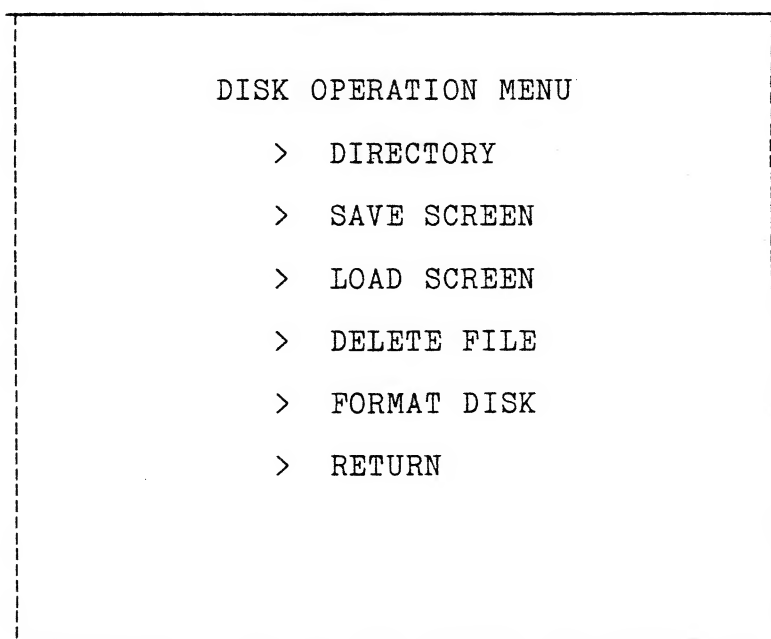 DISK OPERATION MENU
> DIRECTORY
> SAVE SCREEN
> LOAD SCREEN
> DELETE FILE
> FORMAT DISK
> RETURN